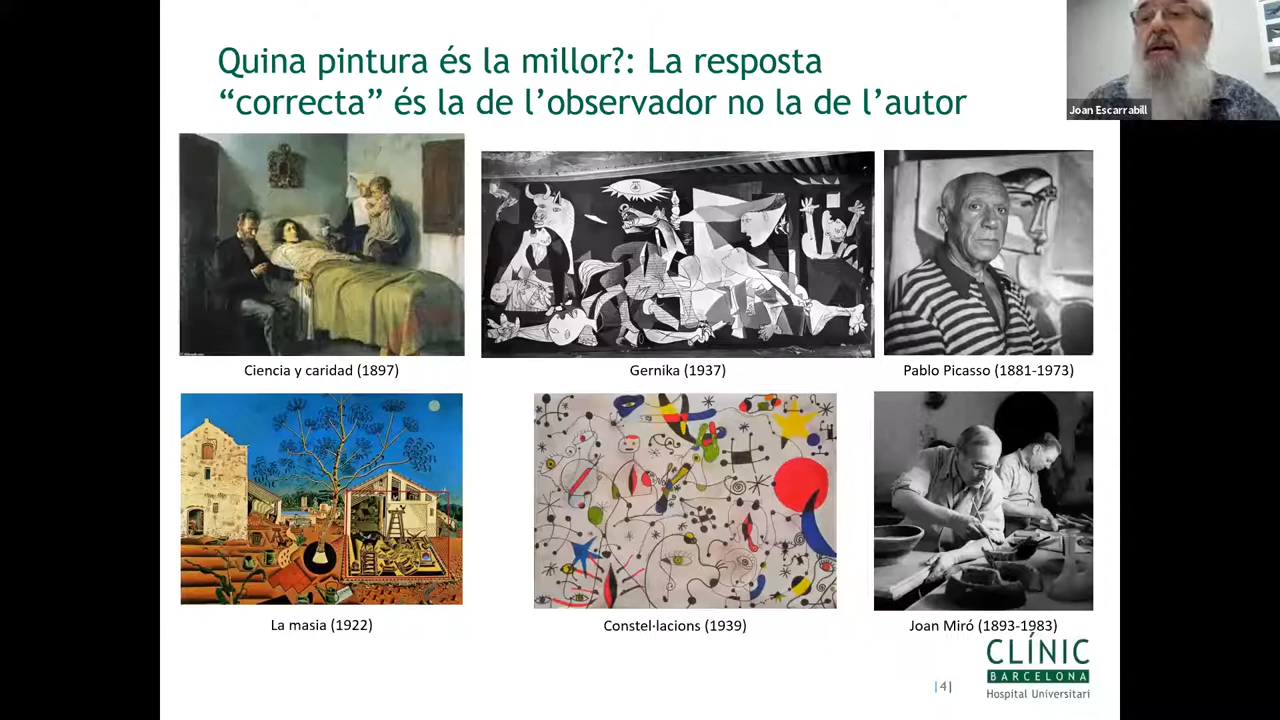 Quina pintura és la millor?: La resposta
“correcta” és la de l’observador no la de l’autor
Joan Escarrabill
Ciencia y caridad (1897)
Gernika (1937)
Pablo Picasso (1881-1973)
La masia (1922)
Constel·lacions (1939)
Joan Miró (1893-1983)
CLÍNIC
BARCELONA
Hospital Universitari
|4|